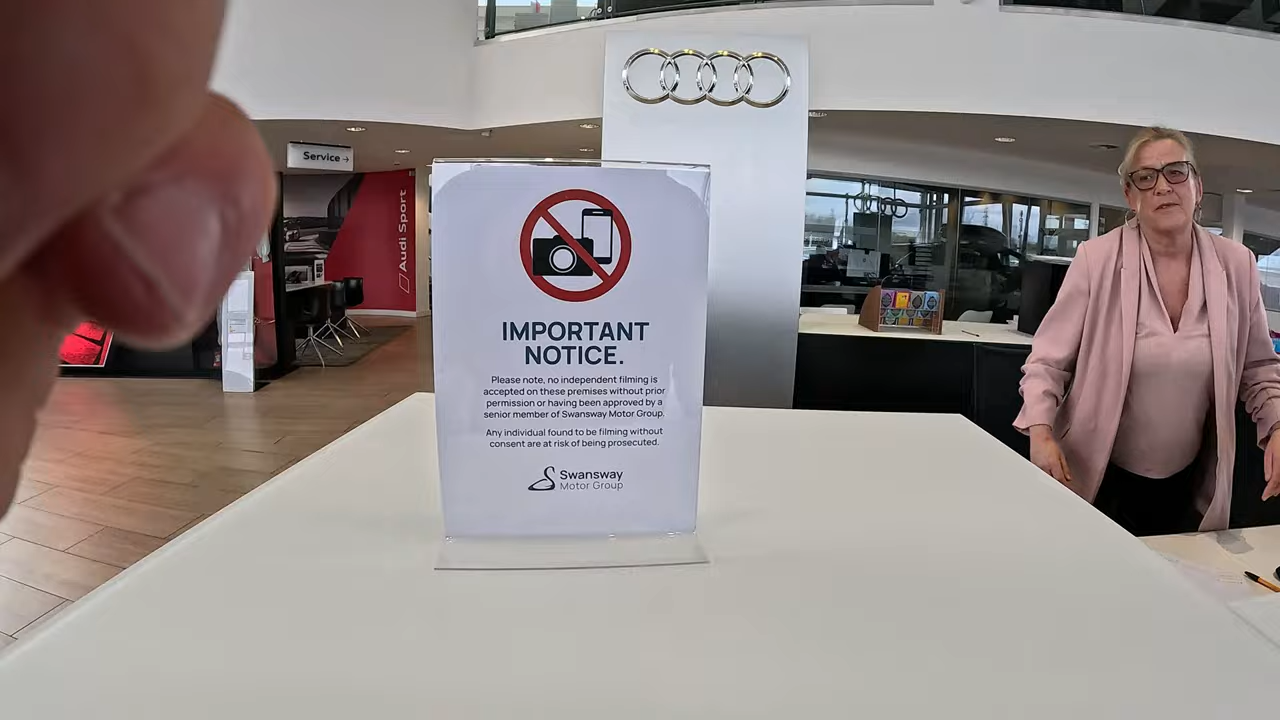 Service →
Audi Sport
IMPORTANT
NOTICE.
Please note, no independent filming is
accepted on these premises without prior
permission or having been approved by a
senior member of Swansway Motor Group.
Any individual found to be filming without
consent are at risk of being prosecuted.
Swansway
Motor Group